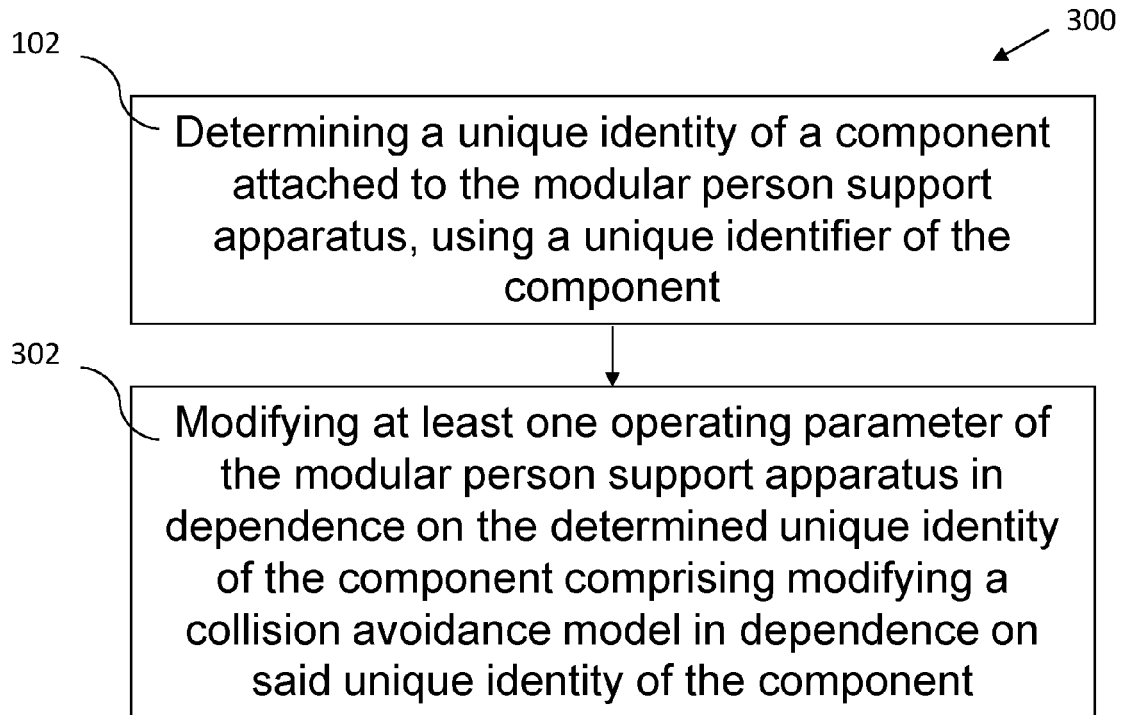 300
102
Determining a unique identity of a component
attached to the modular person support
apparatus, using a unique identifier of the
component
302
Modifying at least one operating parameter of
the modular person support apparatus in
dependence on the determined unique identity
of the component comprising modifying a
collision avoidance model in dependence on
said unique identity of the component